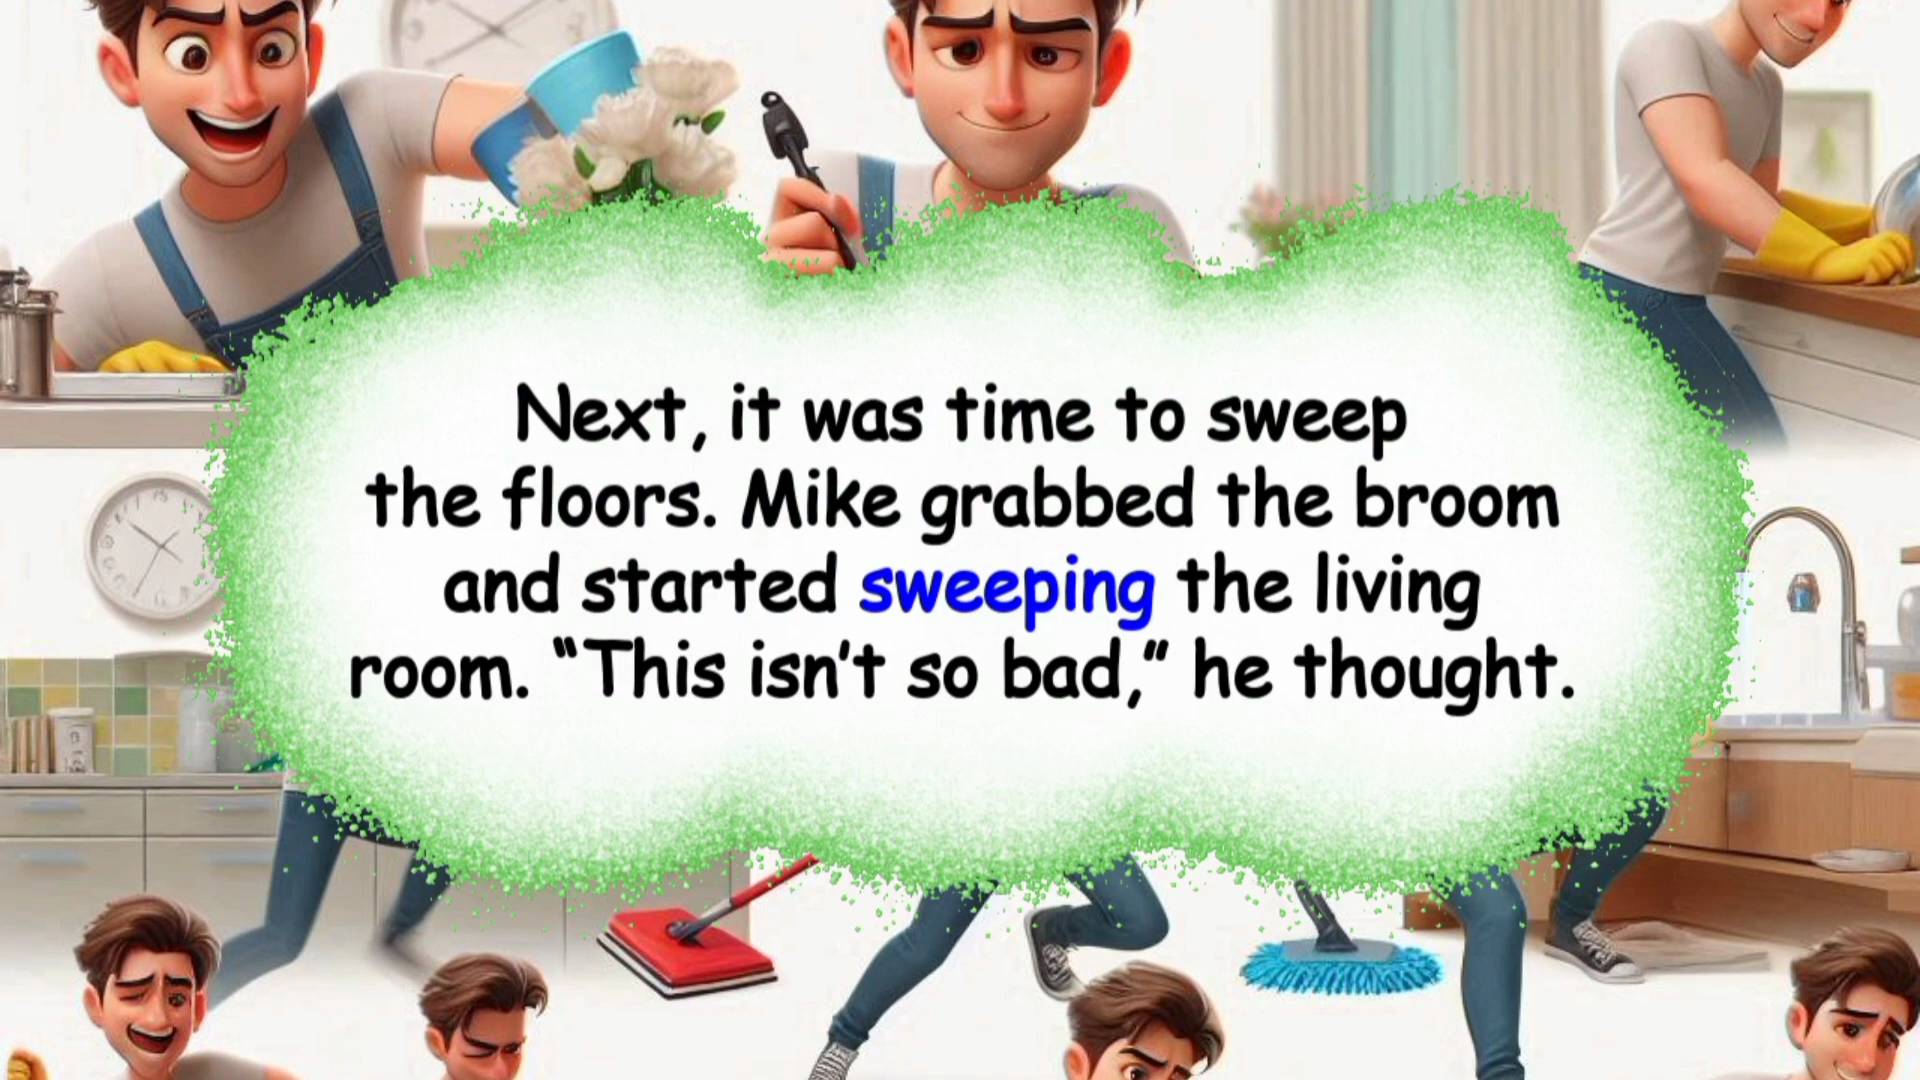 Next, it was time to sweep
the floors. Mike grabbed the broom
and started sweeping the living
room. “This isn’t so bad,” he thought.